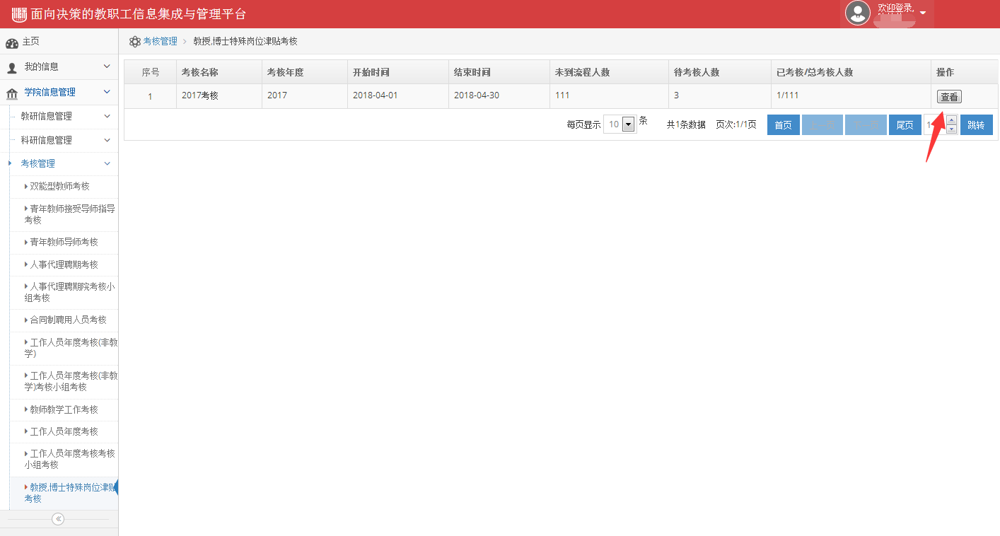 面向决策的教职工信息集成与管理平台
欢迎登录,
主页
我的信息
学院信息管理
教研信息管理
科研信息管理
考核管理
双能型教师考核
青年教师接受导师指导
考核
青年教师导师考核
人事代理聘期考核
人事代理聘期院考核小
组考核
合同制聘用人员考核
工作人员年度考核(非教
学)
工作人员年度考核(非教
学)考核小组考核
教师教学工作考核
工作人员年度考核
工作人员年度考核考核
小组考核
教授,博士特殊岗位津贴
考核
考核管理 > 教授,博士特殊岗位津贴考核
序号 考核名称 考核年度 开始时间 结束时间 未到流程人数 待考核人数 已考核/总考核人数 操作
1 2017考核 2017 2018-04-01 2018-04-30 111 3 1/111 查看
每页显示 10 条 共1条数据 页次:1/1页 首页 上一页 下一页 尾页 1 跳转